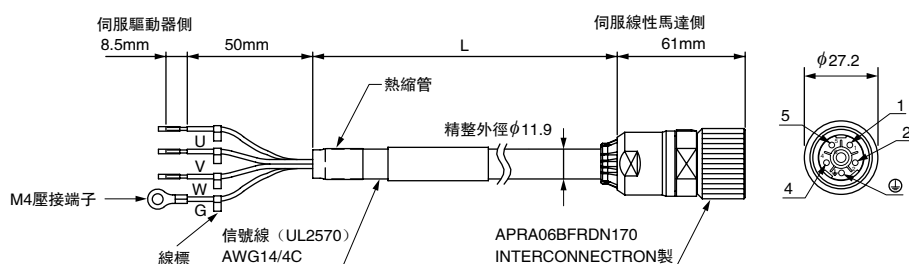 伺服驅動器側
伺服線性馬達側
8.5mm
50mm
L
61mm
φ27.2
熱縮管
精整外徑φ11.9
1
5
2
U
V
W
G
4
M4壓接端子
線標
信號線（UL2570）
AWG14/4C
APRA06BFRDN170
INTERCONNECTRON製